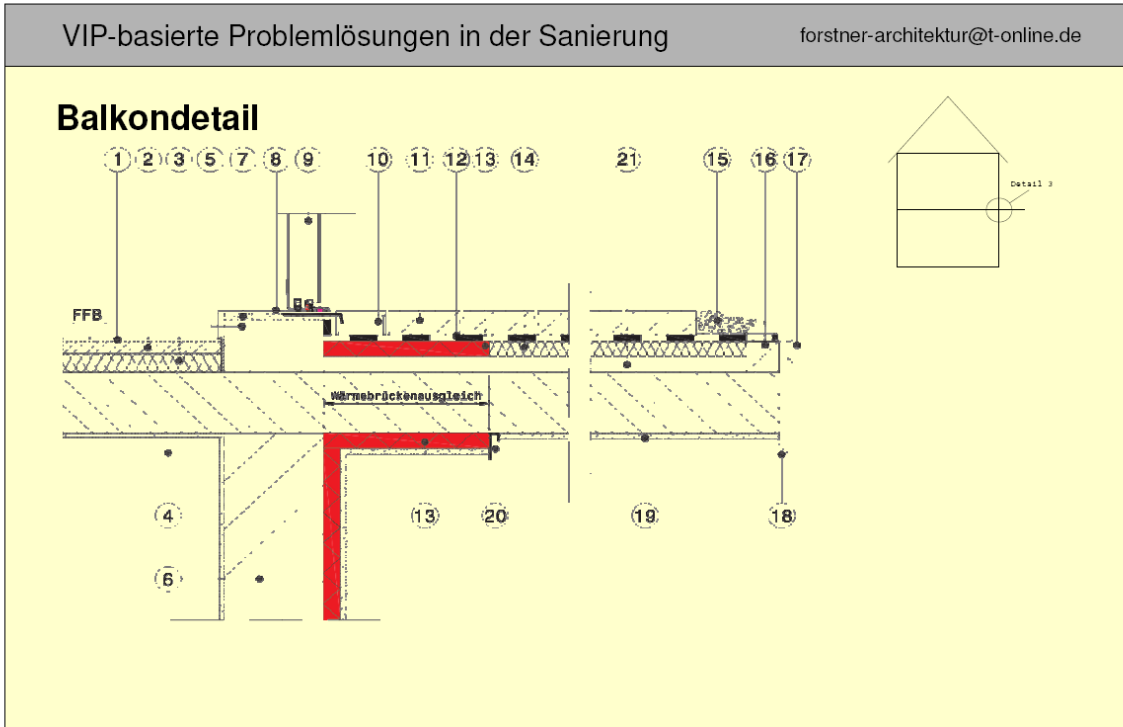 VIP-basierte Problemlösungen in der Sanierung forstner-architektur@t-online.de
Balkondetail
1 2 3 5 7 8 9 10 11 12 13 14 21 15 16 17
Detail 3
FFB
Wärmebrückenausgleich
4 13 20 19 18
6